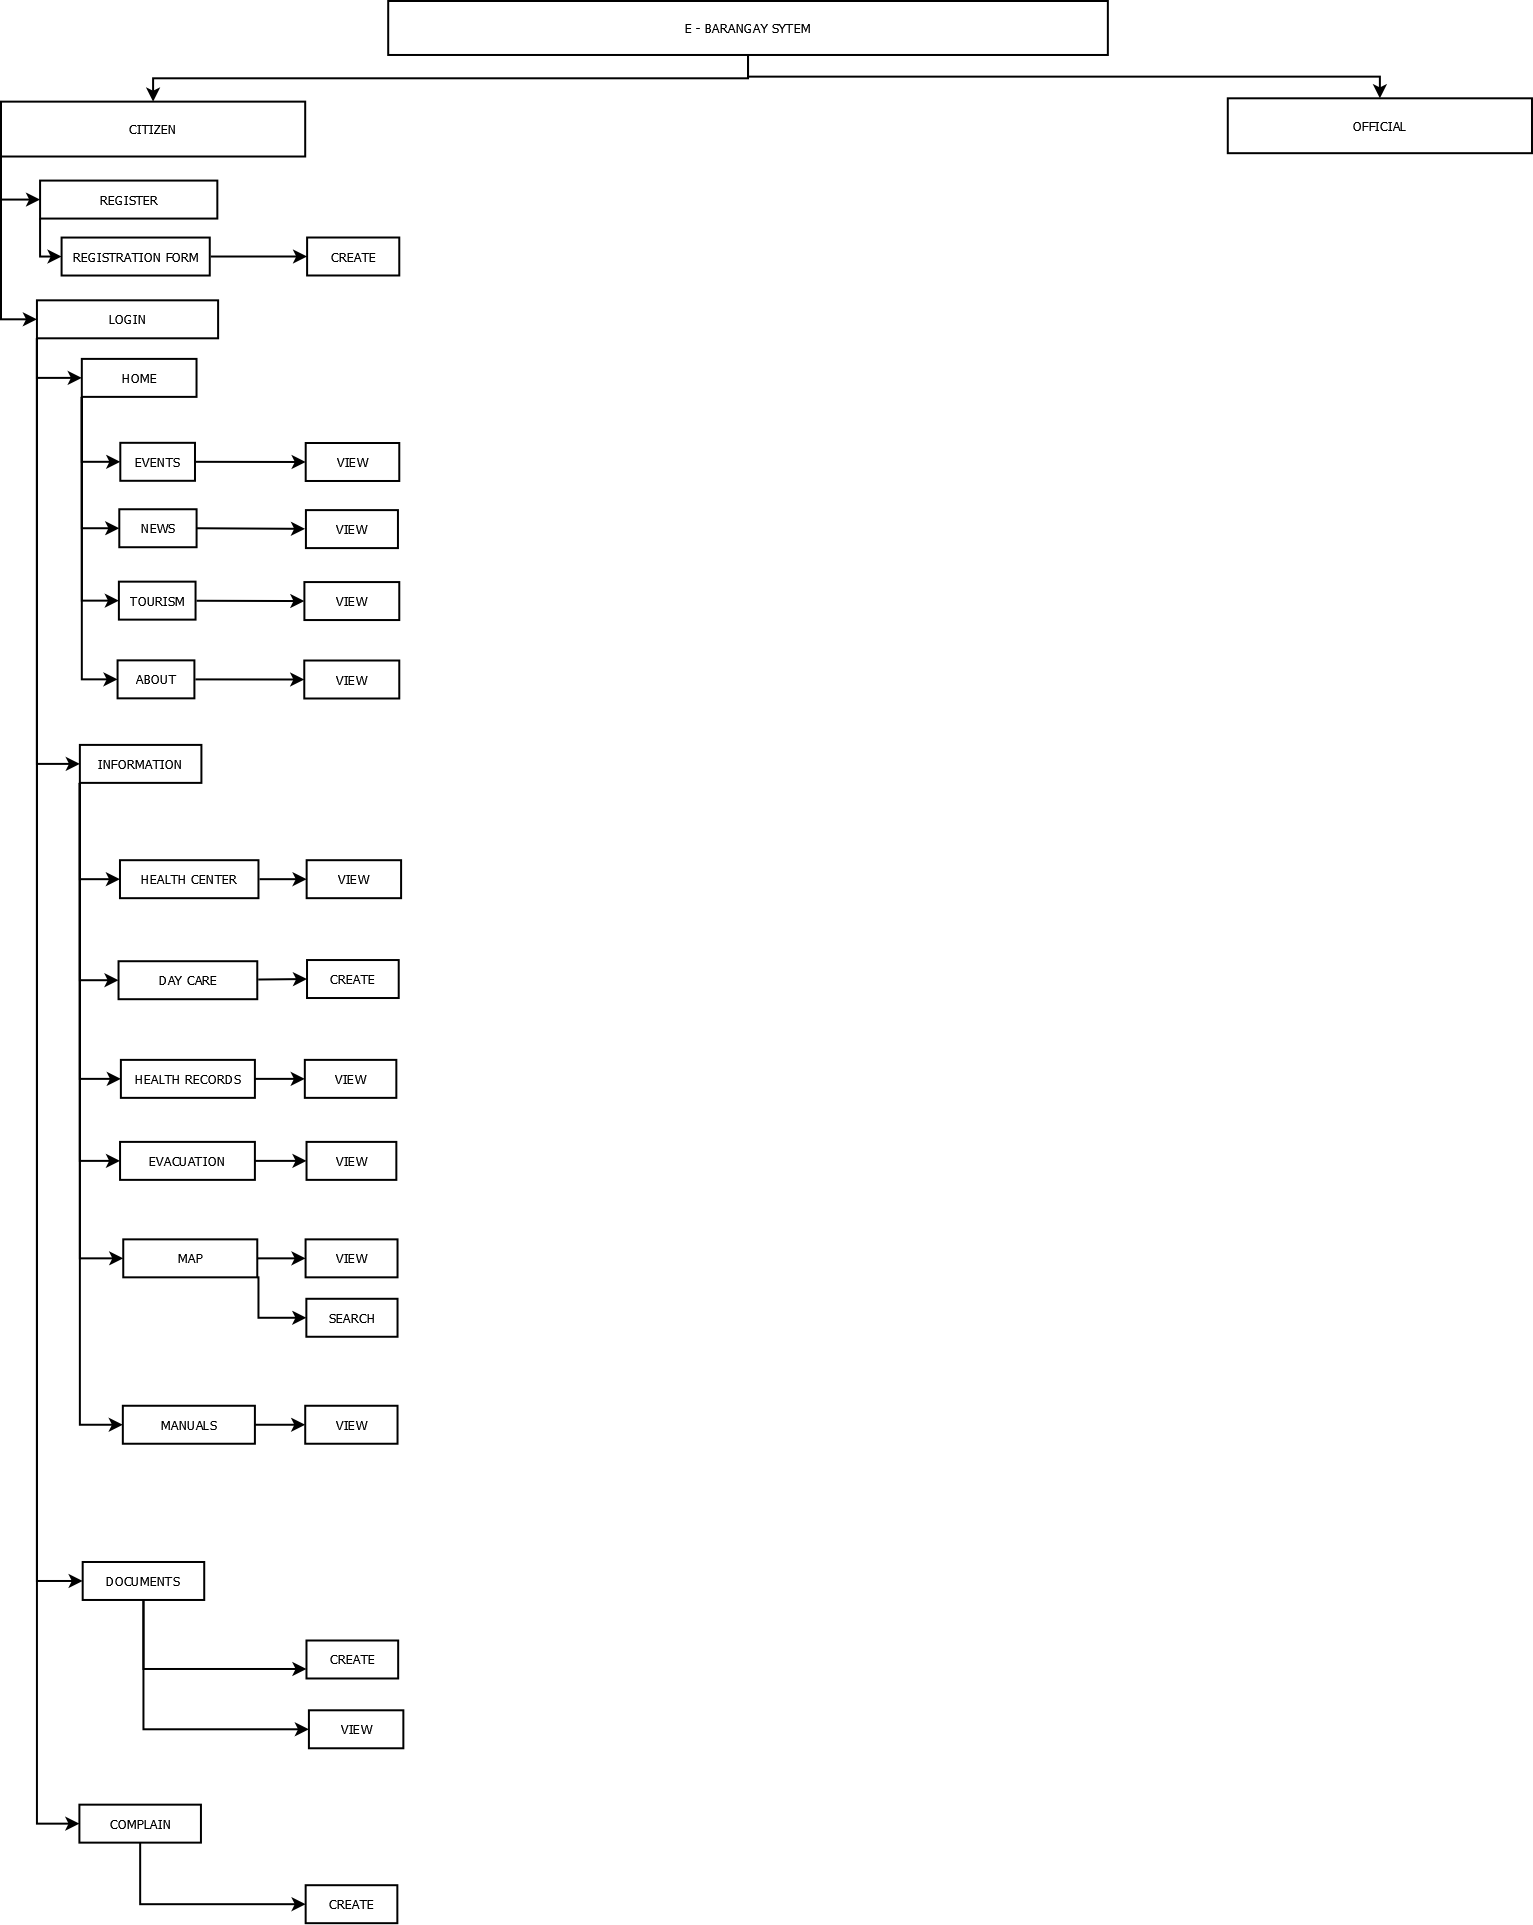 E - BARANGAY SYTEM
CITIZEN
OFFICIAL
REGISTER
REGISTRATION FORM
CREATE
LOGIN
HOME
EVENTS
VIEW
NEWS
VIEW
TOURISM
VIEW
ABOUT
VIEW
INFORMATION
HEALTH CENTER
VIEW
DAY CARE
CREATE
HEALTH RECORDS
VIEW
EVACUATION
VIEW
MAP
VIEW
SEARCH
MANUALS
VIEW
DOCUMENTS
CREATE
VIEW
COMPLAIN
CREATE